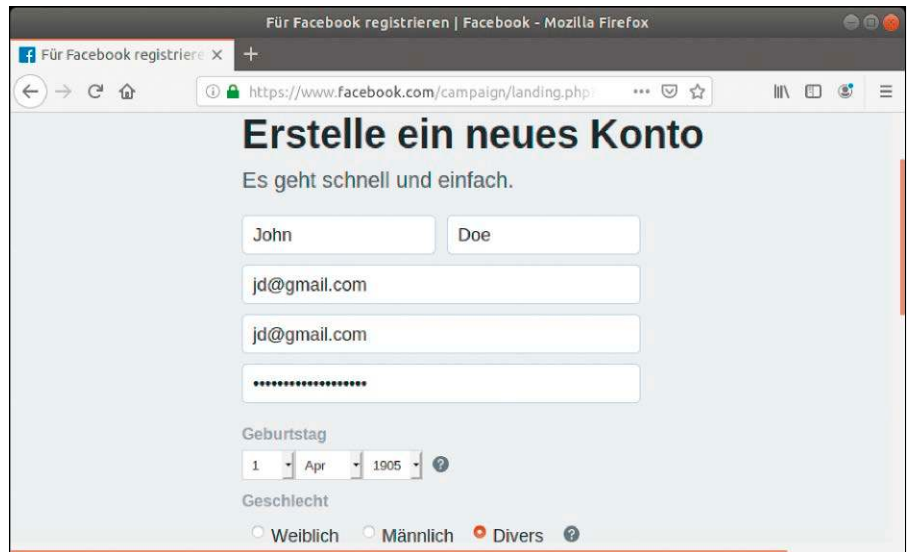 Für Facebook registrieren | Facebook - Mozilla Firefox
Für Facebook registriere
https://www.facebook.com/campaign/landing.php
Erstelle ein neues Konto
Es geht schnell und einfach.
John Doe
jd@gmail.com
jd@gmail.com
•••••••••••••••••••
Geburtstag
1 Apr 1905
Geschlecht
Weiblich Männlich Divers